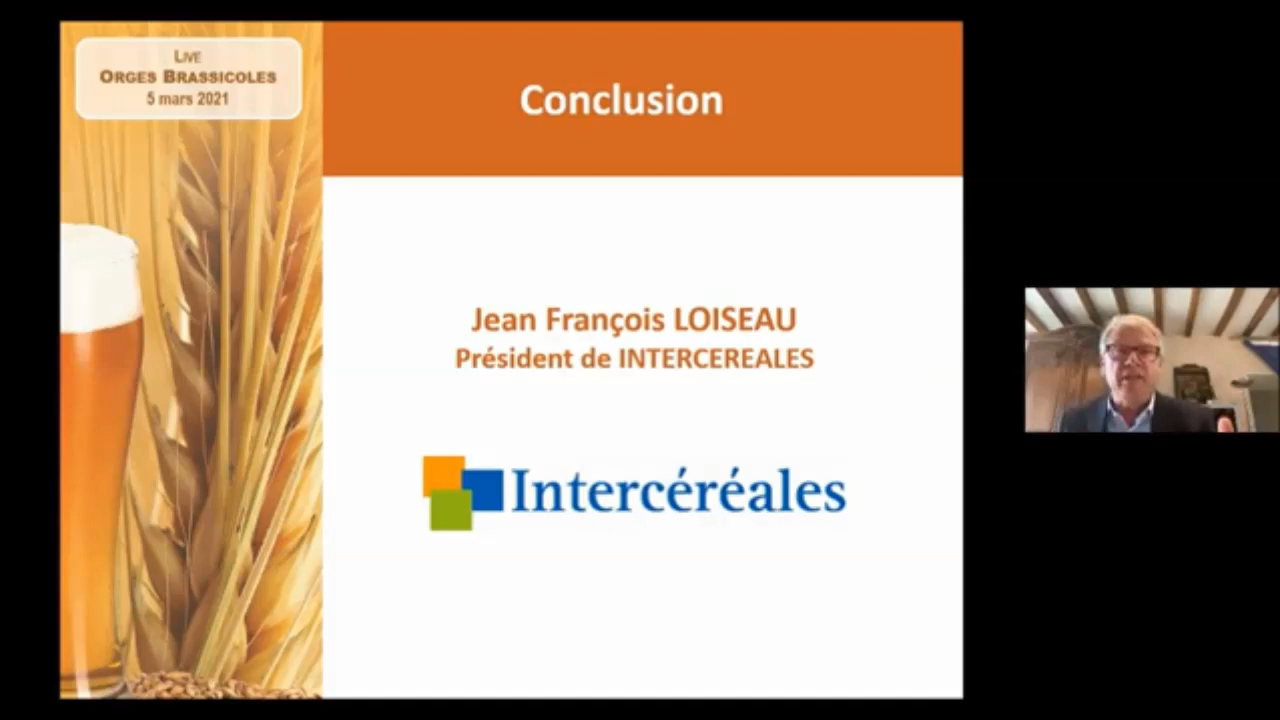 LIVE
ORGES BRASSICOLES
5 mars 2021
Conclusion
Jean François LOISEAU
Président de INTERCEREALES
Intercéréales